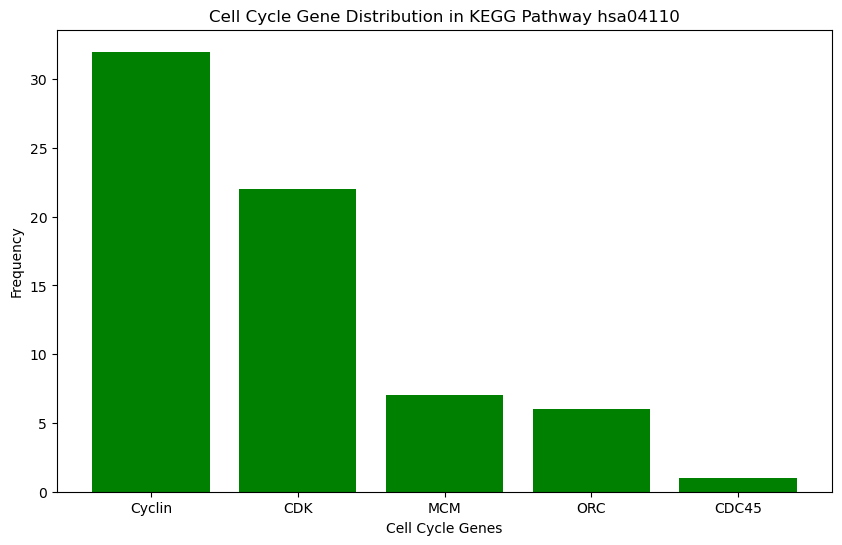 Cell Cycle Gene Distribution in KEGG Pathway hsa04110
Frequency
30
25
20
15
10
5
0
Cyclin CDK MCM ORC CDC45
Cell Cycle Genes